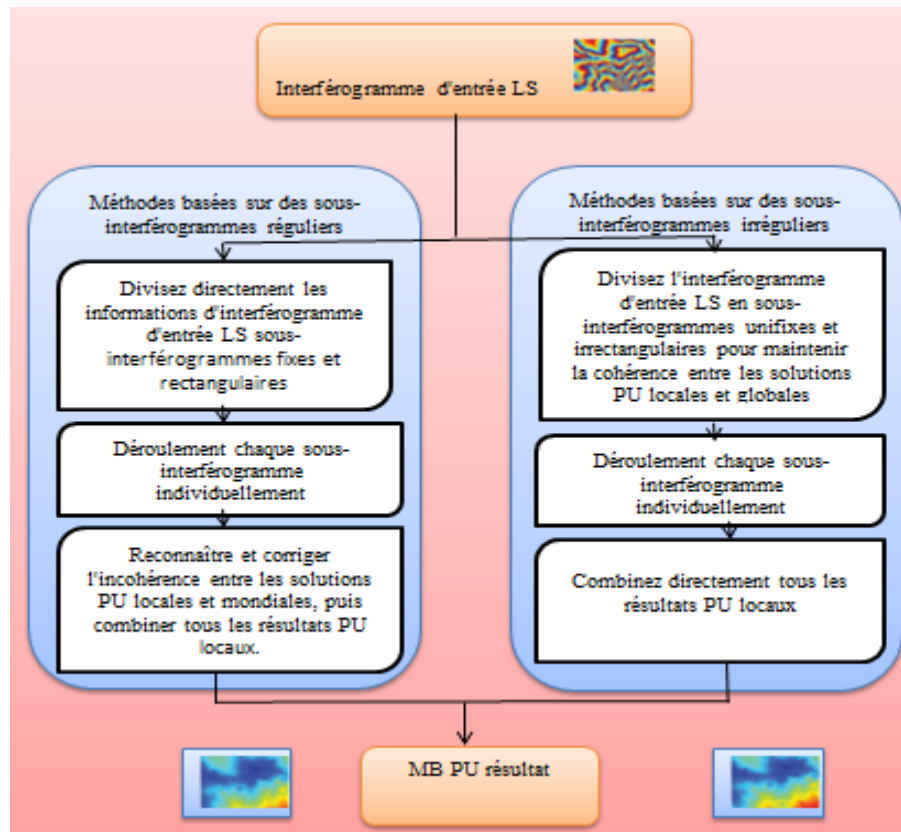 Interférogramme d'entrée LS
Méthodes basées sur des sous-
interférogrammes réguliers
Divisez directement les
informations d'interférogramme
d'entrée LS sous-
interférogrammes fixes et
rectangulaires
Déroulement chaque sous-
interférogramme
individuellement
Reconnaître et corriger
l'incohérence entre les solutions
PU locales et mondiales, puis
combiner tous les résultats PU
locaux.
Méthodes basées sur des sous-
interférogrammes irréguliers
Divisez l'interférogramme
d'entrée LS en sous-
interférogrammes unifixes et
irrectangulaires pour maintenir
la cohérence entre les solutions
PU locales et globales
Déroulement chaque sous-
interférogramme
individuellement
Combinez directement tous les
résultats PU locaux
MB PU résultat